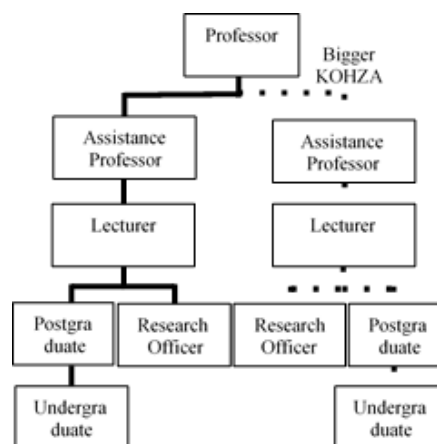 Professor
Bigger
KOHZA
Assistance
Professor
Assistance
Professor
Lecturer
Lecturer
Postgra
duate
Research
Officer
Research
Officer
Postgra
duate
Undergra
duate
Undergra
duate